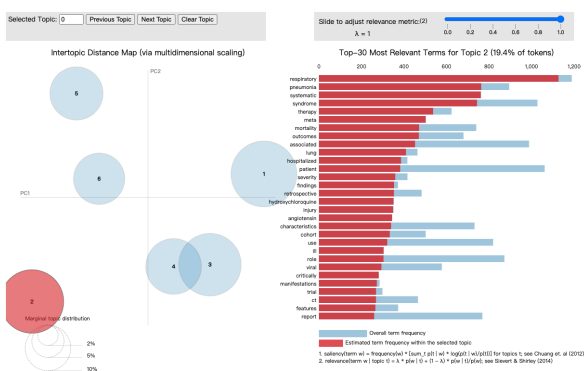 Selected Topic: 0 Previous Topic Next Topic Clear Topic
Slide to adjust relevance metric:(2)
λ = 1
0.0 0.2 0.4 0.6 0.8 1.0
Intertopic Distance Map (via multidimensional scaling)
PC2
PC1
5
6
1
4
3
2
Marginal topic distribution
2%
5%
10%
Top-30 Most Relevant Terms for Topic 2 (19.4% of tokens)
0 200 400 600 800 1,000 1,200
respiratory
pneumonia
systematic
syndrome
therapy
meta
mortality
outcomes
associated
lung
hospitalized
patient
severity
findings
retrospective
hydroxychloroquine
injury
angiotensin
characteristics
cohort
use
ill
role
viral
critically
manifestations
trial
ct
features
report
Overall term frequency
Estimated term frequency within the selected topic
1. saliency(term w) = frequency(w) * [sum_t p(t | w) * log(p(t | w)/p(t))] for topics t; see Chuang et. al (2012)
2. relevance(term w | topic t) = λ * p(w | t) + (1 - λ) * p(w | t)/p(w); see Sievert & Shirley (2014)